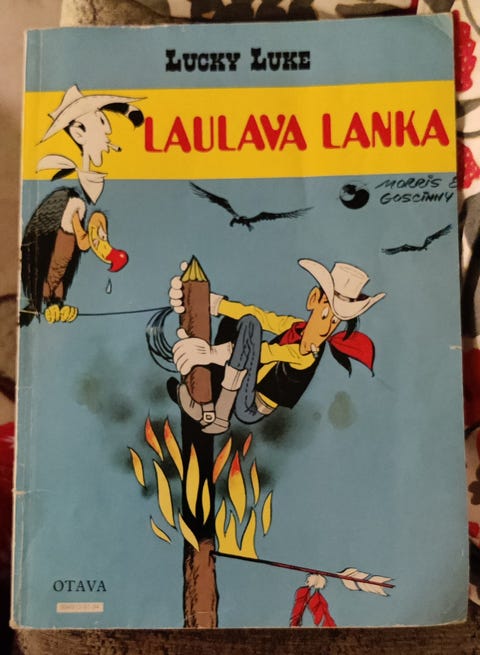 LUCKY LUKE
LAULAVA LANKA
MORRIS &
GOSCINNY
OTAVA